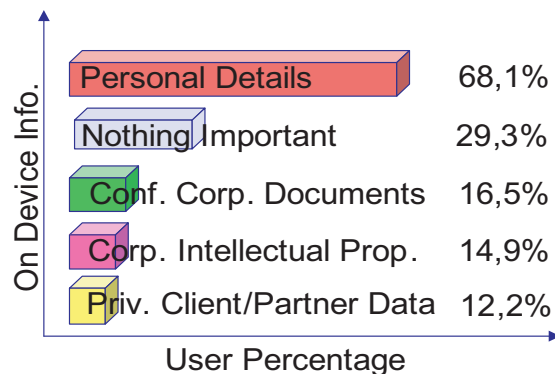 On Device Info.
Personal Details 68,1%
Nothing Important 29,3%
Conf. Corp. Documents 16,5%
Corp. Intellectual Prop. 14,9%
Priv. Client/Partner Data 12,2%
User Percentage